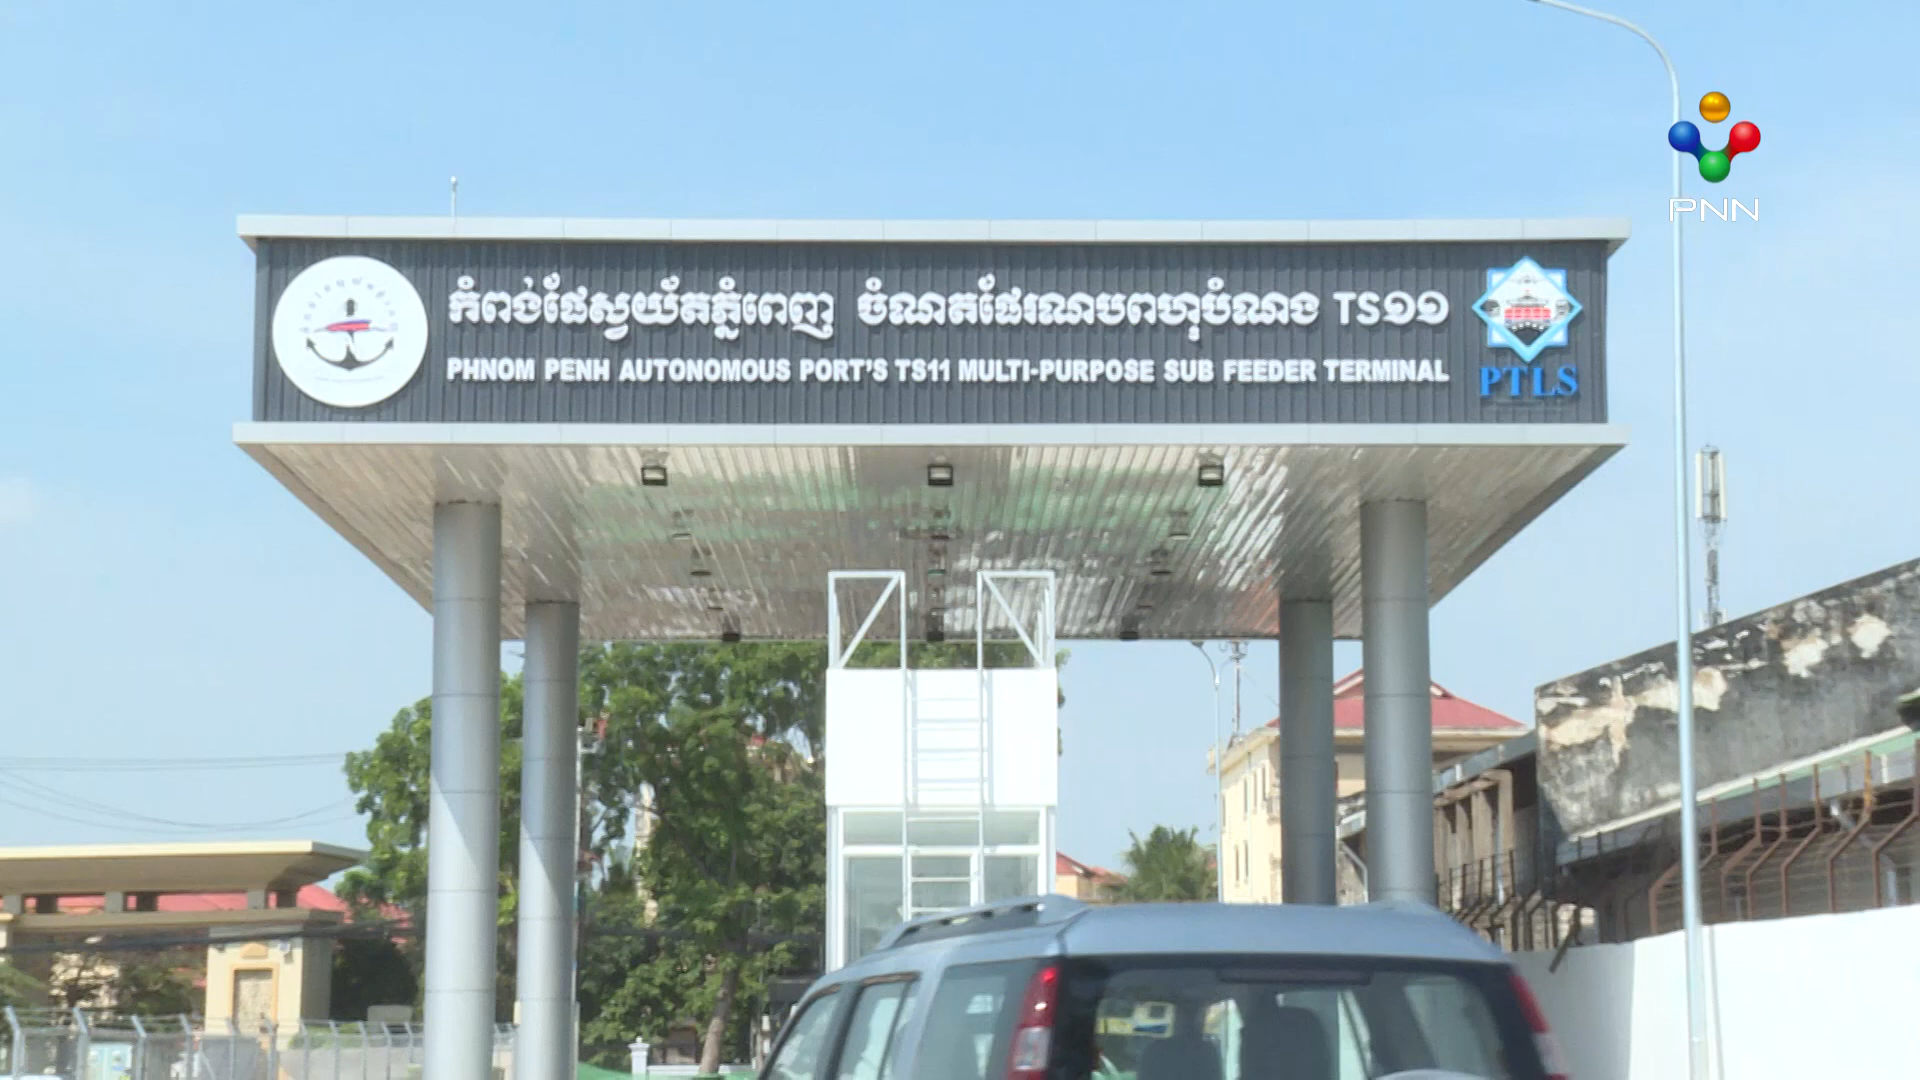 PNN
កំពង់ផែស្វយ័តភ្នំពេញ ចំណតផែរណបពហុបំណង TS១១
PHNOM PENH AUTONOMOUS PORT'S TS11 MULTI-PURPOSE SUB FEEDER TERMINAL
PTLS